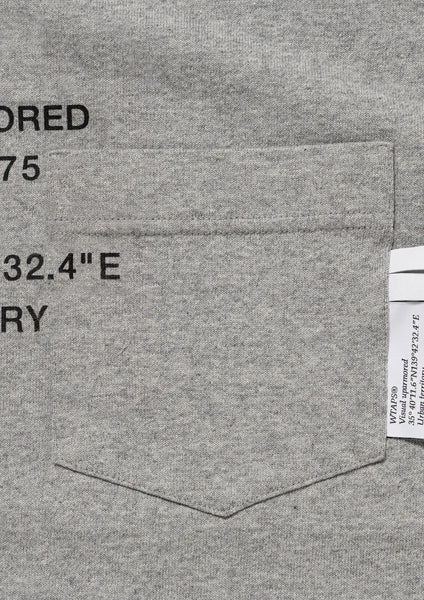 ORED
75
32.4"E
RY
WTAPS®
Visual uparmored
35°40'11.6"N139°42'32.4"E
Urban Territory